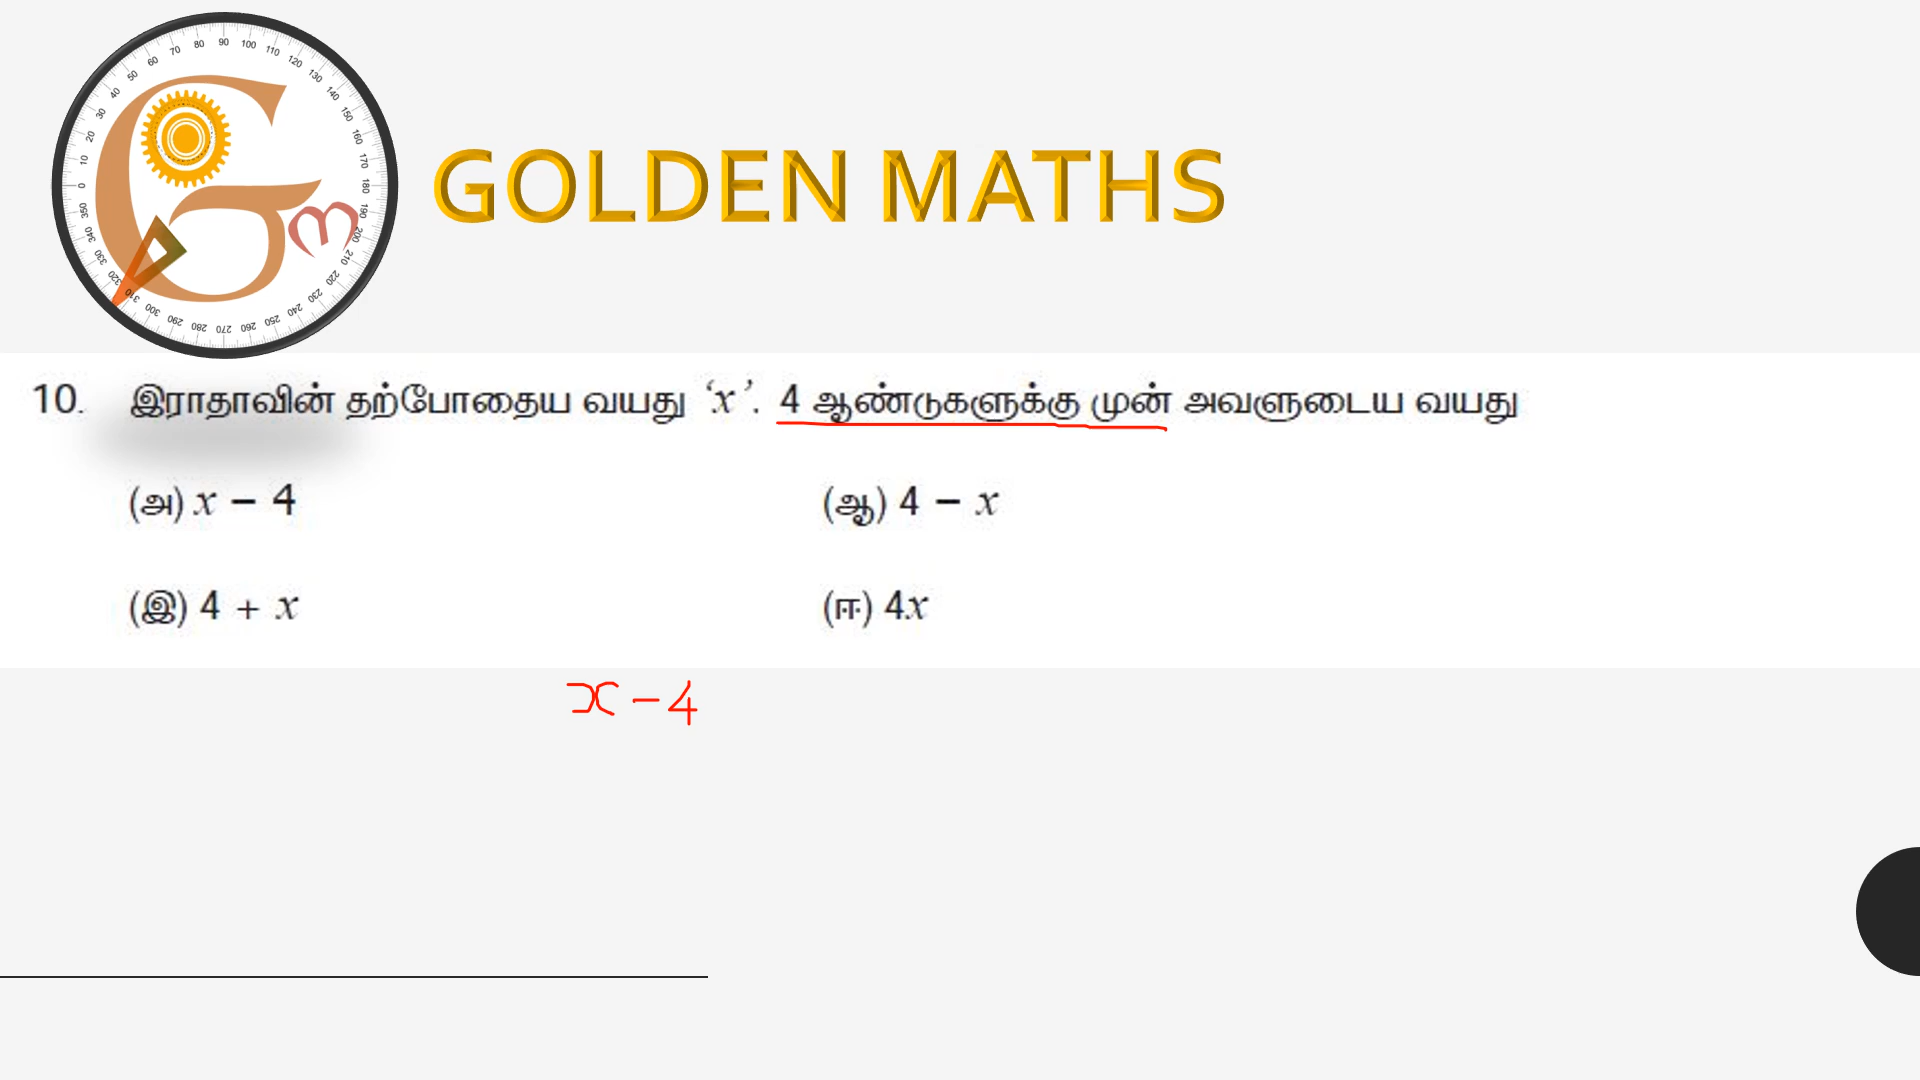 GOLDEN MATHS
10. இராதாவின் தற்போதைய வயது ‘x’. 4 ஆண்டுகளுக்கு முன் அவளுடைய வயது
(அ) x − 4 (ஆ) 4 − x
(இ) 4 + x (ஈ) 4x
x − 4